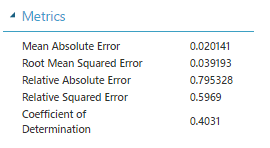 Metrics
Mean Absolute Error 0.020141
Root Mean Squared Error 0.039193
Relative Absolute Error 0.795328
Relative Squared Error 0.5969
Coefficient of
Determination 0.4031